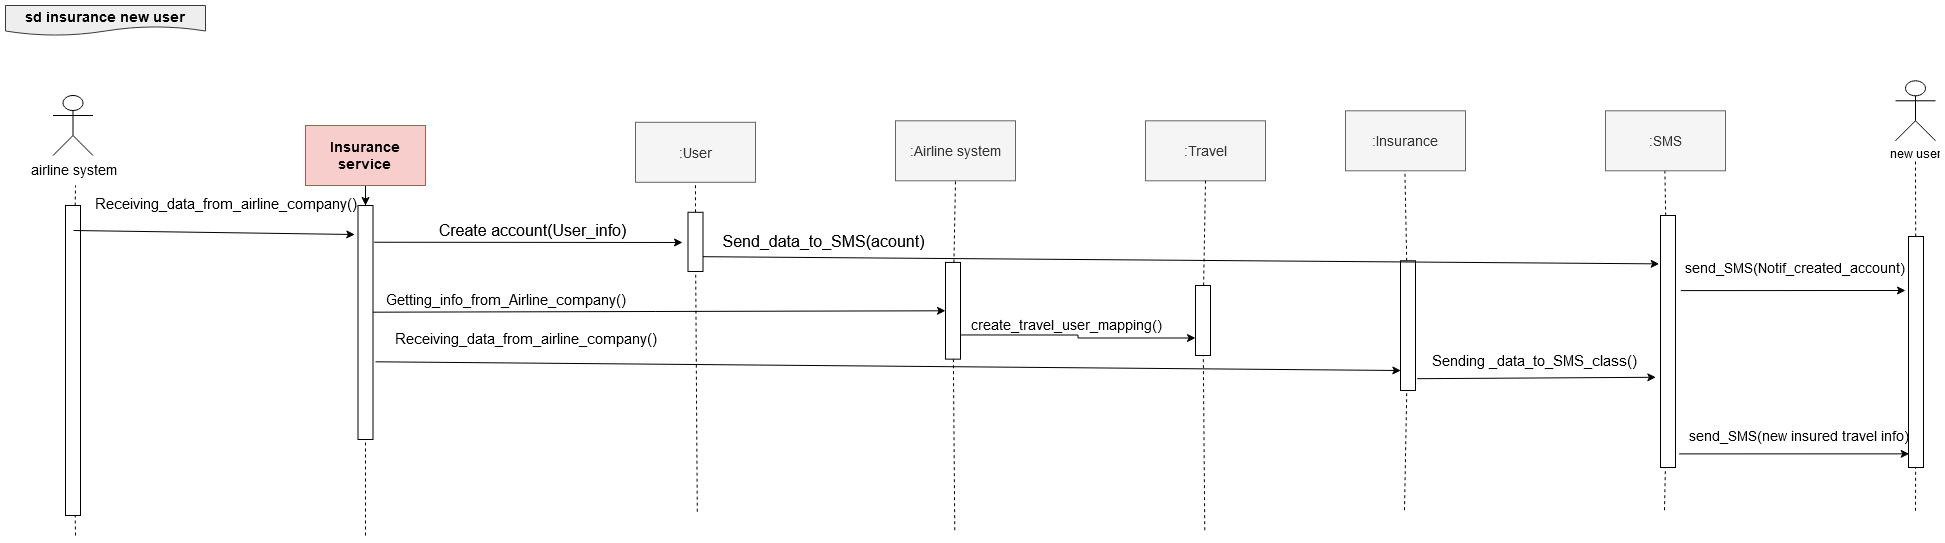 sd insurance new user
airline system
Insurance
service
:User
:Airline system
:Travel
:Insurance
:SMS
new user
Receiving_data_from_airline_company()
Create account(User_info)
Send_data_to_SMS(acount)
send_SMS(Notif_created_account)
Getting_info_from_Airline_company()
create_travel_user_mapping()
Receiving_data_from_airline_company()
Sending _data_to_SMS_class()
send_SMS(new insured travel info)